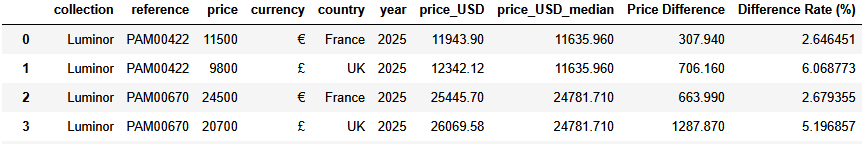 collection reference price currency country year price_USD price_USD_median Price Difference Difference Rate (%)
0 Luminor PAM00422 11500 € France 2025 11943.90 11635.960 307.940 2.646451
1 Luminor PAM00422 9800 £ UK 2025 12342.12 11635.960 706.160 6.068773
2 Luminor PAM00670 24500 € France 2025 25445.70 24781.710 663.990 2.679355
3 Luminor PAM00670 20700 £ UK 2025 26069.58 24781.710 1287.870 5.196857